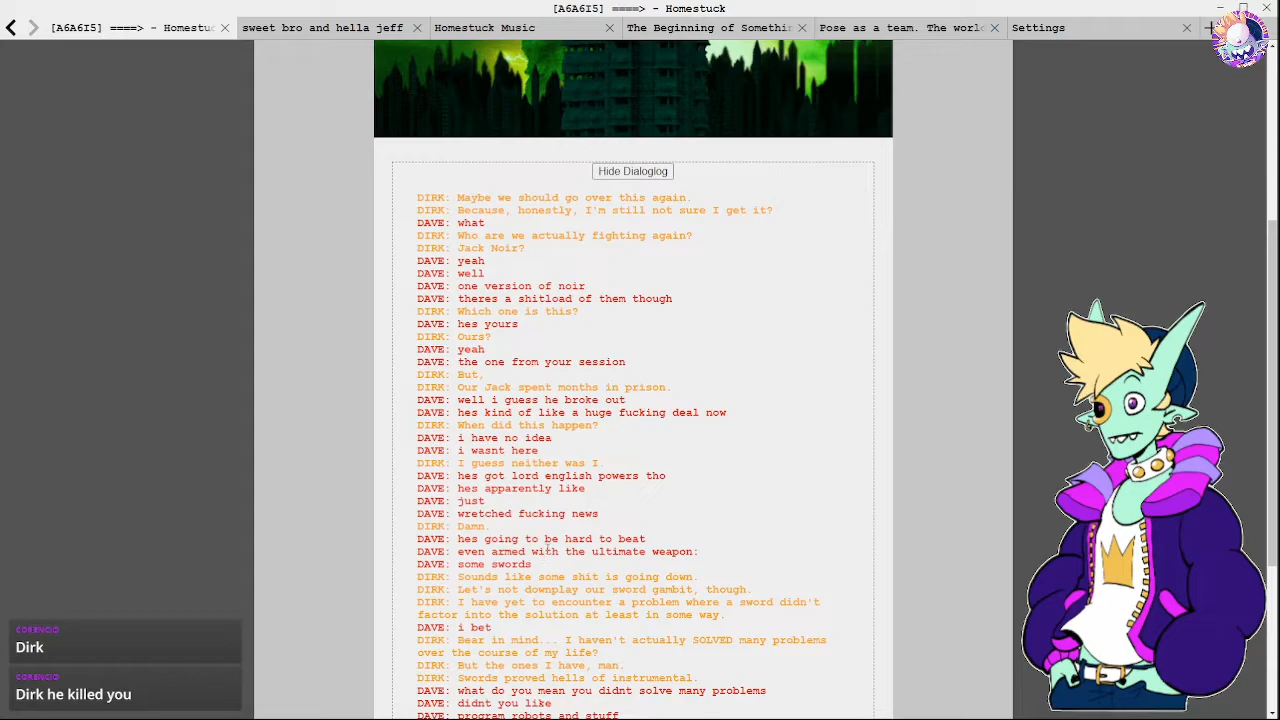 [A6A6I5] ====> - Homestuck
[A6A6I5] ====> - Homestuc
sweet bro and hella jeff
Homestuck Music
The Beginning of Somethin
Pose as a team. The world
Settings
Hide Dialoglog
DIRK: Maybe we should go over this again.
DIRK: Because, honestly, I'm still not sure I get it?
DAVE: what
DIRK: Who are we actually fighting again?
DIRK: Jack Noir?
DAVE: yeah
DAVE: well
DAVE: one version of noir
DAVE: theres a shitload of them though
DIRK: Which one is this?
DAVE: hes yours
DIRK: Ours?
DAVE: yeah
DAVE: the one from your session
DIRK: But,
DIRK: Our Jack spent months in prison.
DAVE: well i guess he broke out
DAVE: hes kind of like a huge fucking deal now
DIRK: When did this happen?
DAVE: i have no idea
DAVE: i wasnt here
DIRK: I guess neither was I.
DAVE: hes got lord english powers tho
DAVE: hes apparently like
DAVE: just
DAVE: wretched fucking news
DIRK: Damn.
DAVE: hes going to be hard to beat
DAVE: even armed with the ultimate weapon:
DAVE: some swords
DIRK: Sounds like some shit is going down.
DIRK: Let's not downplay our sword gambit, though.
DIRK: I have yet to encounter a problem where a sword didn't
factor into the solution at least in some way.
DAVE: i bet
DIRK: Bear in mind... I haven't actually SOLVED many problems
over the course of my life?
DIRK: But the ones I have, man.
DIRK: Swords proved hells of instrumental.
DAVE: what do you mean you didnt solve many problems
DAVE: didnt you like
DAVE: program robots and stuff
Dirk
Dirk he killed you